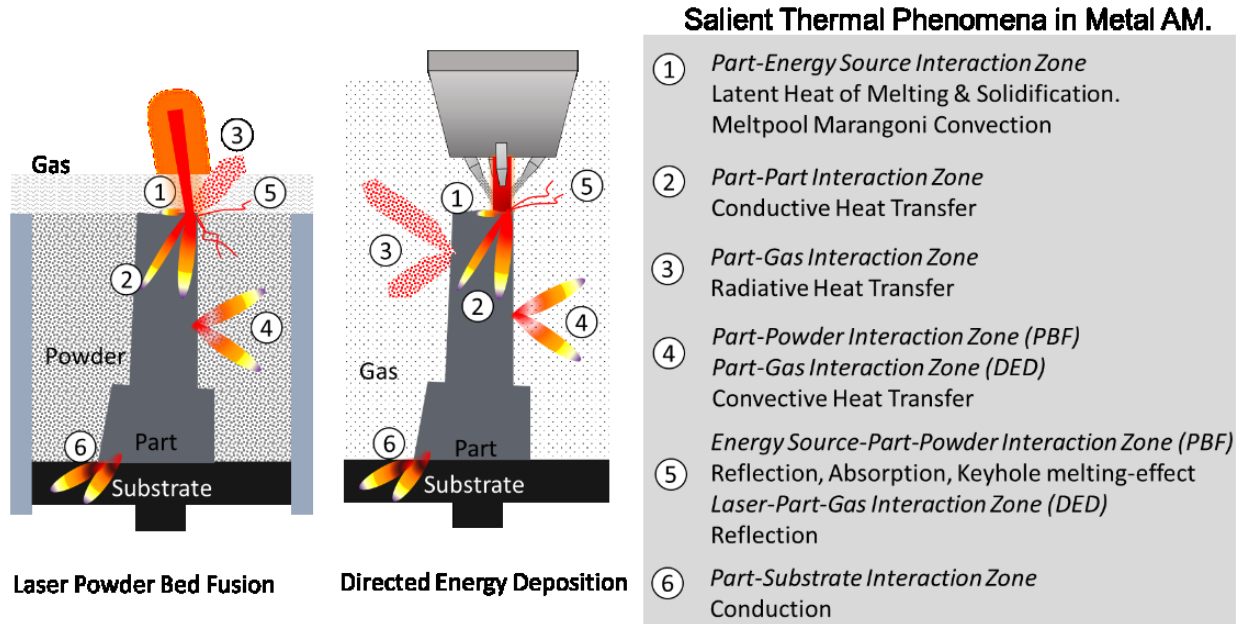 Salient Thermal Phenomena in Metal AM.
Gas
3
1
5
2
4
Powder
6
Part
Substrate
Laser Powder Bed Fusion
5
1
3
2
4
Gas
6
Part
Substrate
Directed Energy Deposition
1
Part-Energy Source Interaction Zone
Latent Heat of Melting & Solidification.
Meltpool Marangoni Convection
2
Part-Part Interaction Zone
Conductive Heat Transfer
3
Part-Gas Interaction Zone
Radiative Heat Transfer
4
Part-Powder Interaction Zone (PBF)
Part-Gas Interaction Zone (DED)
Convective Heat Transfer
5
Energy Source-Part-Powder Interaction Zone (PBF)
Reflection, Absorption, Keyhole melting-effect
Laser-Part-Gas Interaction Zone (DED)
Reflection
6
Part-Substrate Interaction Zone
Conduction